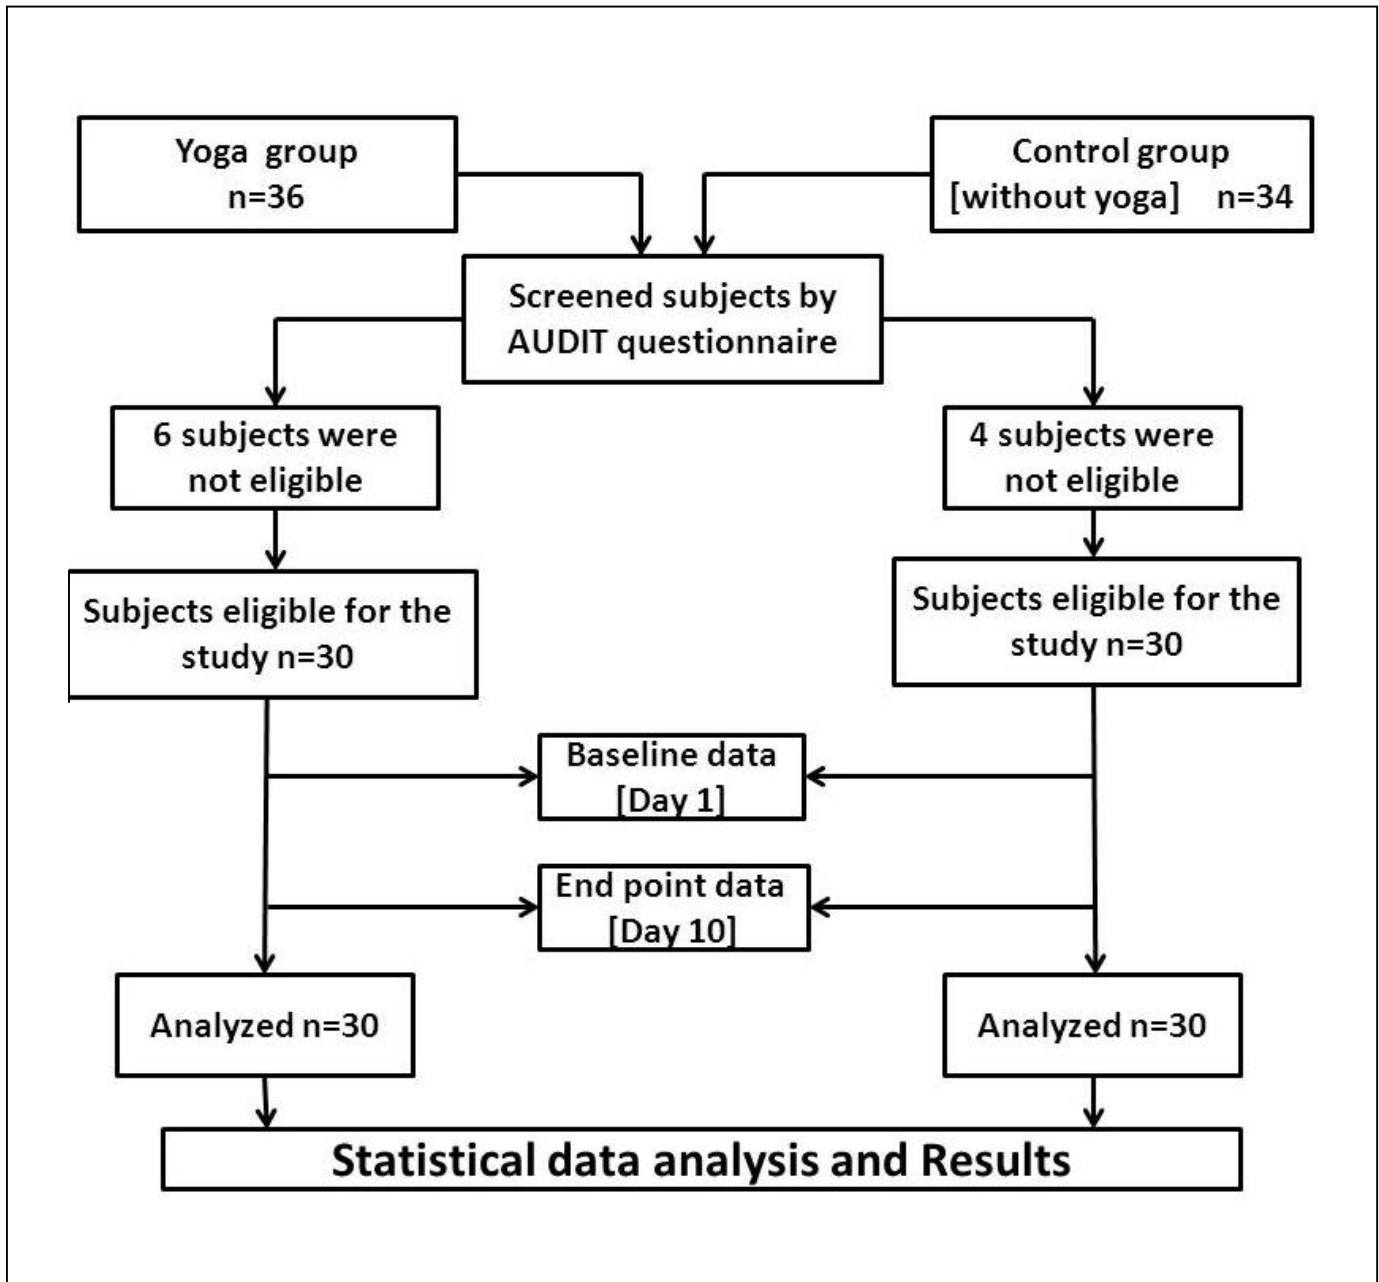 Yoga group
n=36
Control group
[without yoga] n=34
Screened subjects by
AUDIT questionnaire
6 subjects were
not eligible
4 subjects were
not eligible
Subjects eligible for the
study n=30
Subjects eligible for the
study n=30
Baseline data
[Day 1]
End point data
[Day 10]
Analyzed n=30
Analyzed n=30
Statistical data analysis and Results